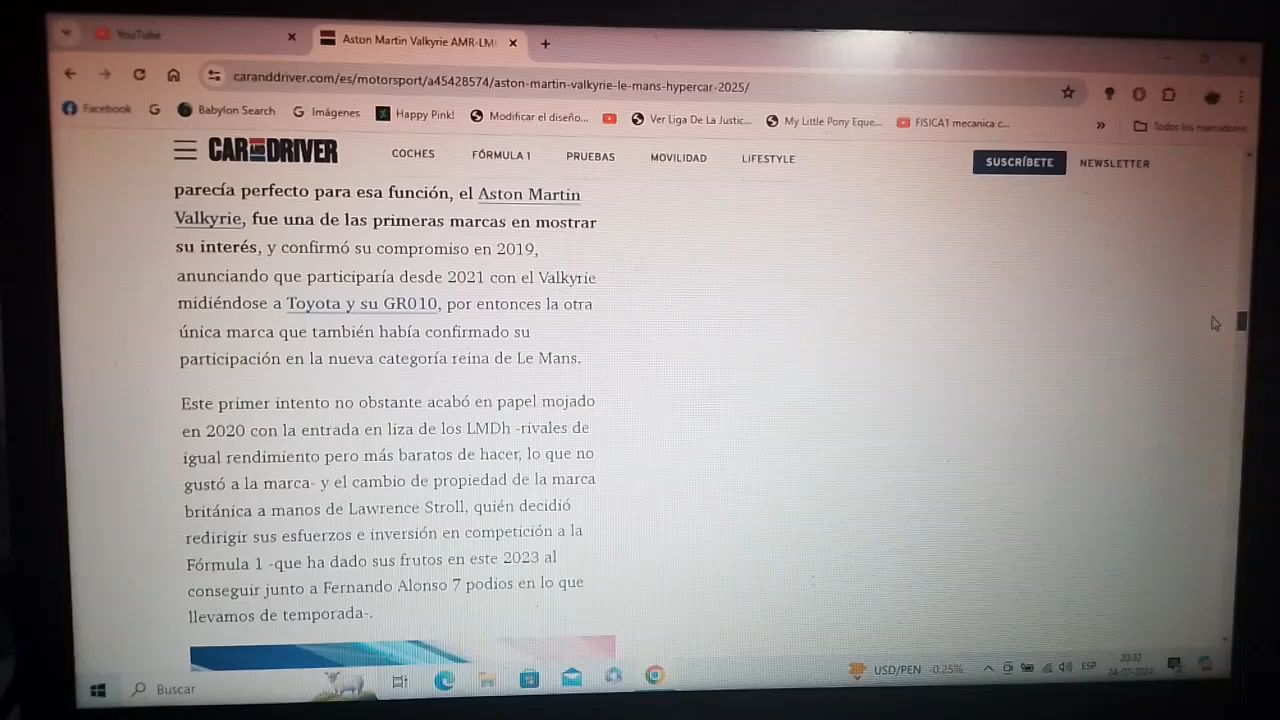 YouTube
Aston Martin Valkyrie AMR-LM
caranddriver.com/es/motorsport/a45428574/aston-martin-valkyrie-le-mans-hypercar-2025/
Facebook
Babylon Search
Imágenes
Happy Pink!
Modificar el diseño...
Ver Liga De La Justic...
My Little Pony Eque...
FISICA1 mecanica c...
»
Todos los marcadores
CAR AND DRIVER
COCHES
FÓRMULA 1
PRUEBAS
MOVILIDAD
LIFESTYLE
SUSCRÍBETE
NEWSLETTER
parecía perfecto para esa función, el Aston Martin
Valkyrie, fue una de las primeras marcas en mostrar
su interés, y confirmó su compromiso en 2019,
anunciando que participaría desde 2021 con el Valkyrie
midiéndose a Toyota y su GR010, por entonces la otra
única marca que también había confirmado su
participación en la nueva categoría reina de Le Mans.
Este primer intento no obstante acabó en papel mojado
en 2020 con la entrada en liza de los LMDh -rivales de
igual rendimiento pero más baratos de hacer, lo que no
gustó a la marca- y el cambio de propiedad de la marca
británica a manos de Lawrence Stroll, quién decidió
redirigir sus esfuerzos e inversión en competición a la
Fórmula 1 -que ha dado sus frutos en este 2023 al
conseguir junto a Fernando Alonso 7 podios en lo que
llevamos de temporada-.
Buscar
USD/PEN -0.25%
ESP
20:32
24-07-2024